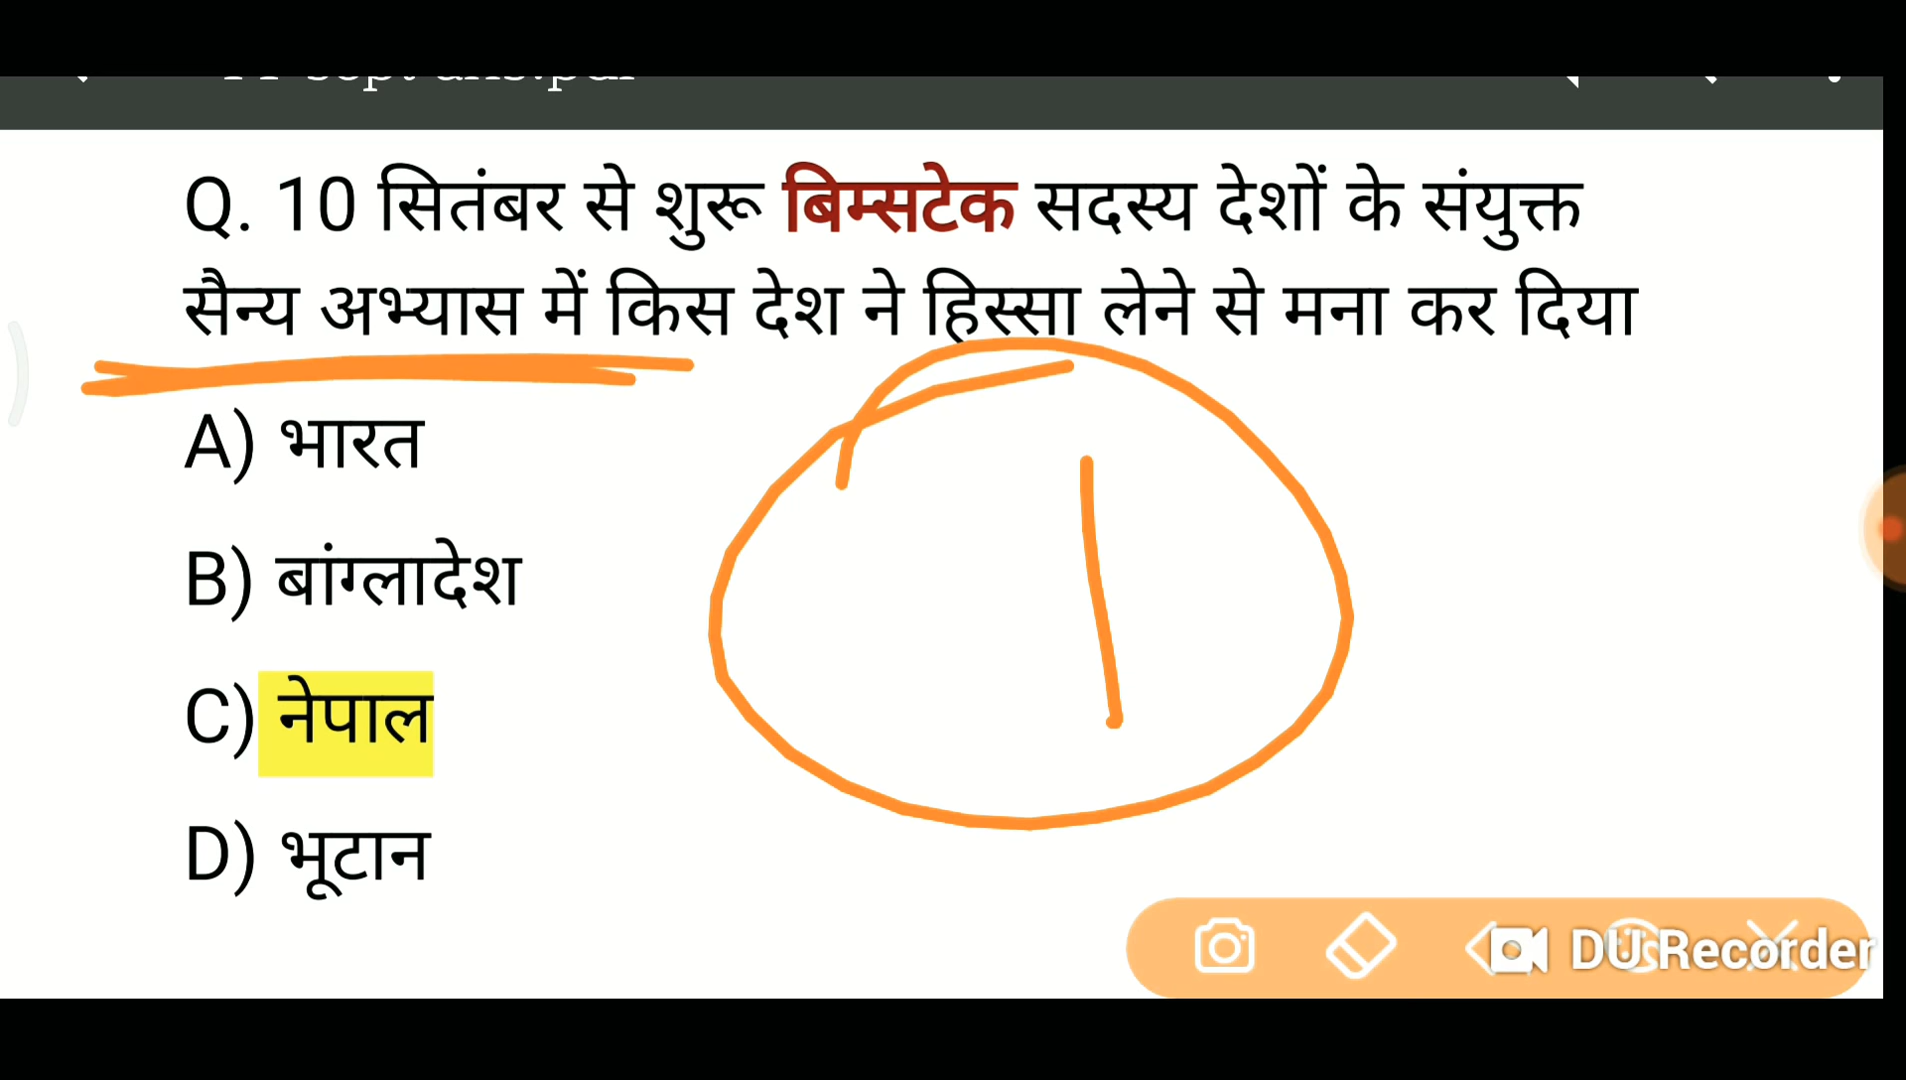 Q. 10 सितंबर से शुरू बिम्सटेक सदस्य देशों के संयुक्त
सैन्य अभ्यास में किस देश ने हिस्सा लेने से मना कर दिया
A) भारत
B) बांग्लादेश
C) नेपाल
D) भूटान
DU Recorder